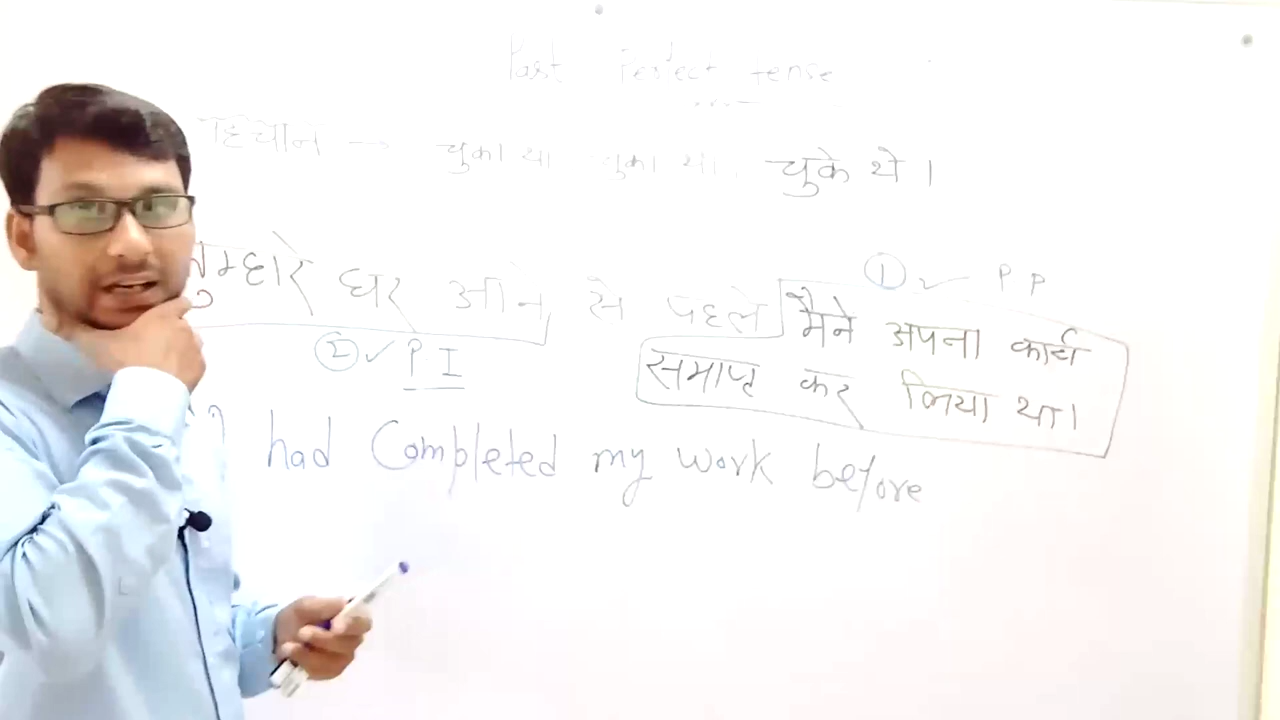 Past Perfect tense
पहचान → चुका था चुका था, चुके थे ।
① ✓ P P
तुम्हारे घर आने से पहले मैंने अपना कार्य
② ✓ P. I
समाप्त कर लिया था।
I had Completed my work before